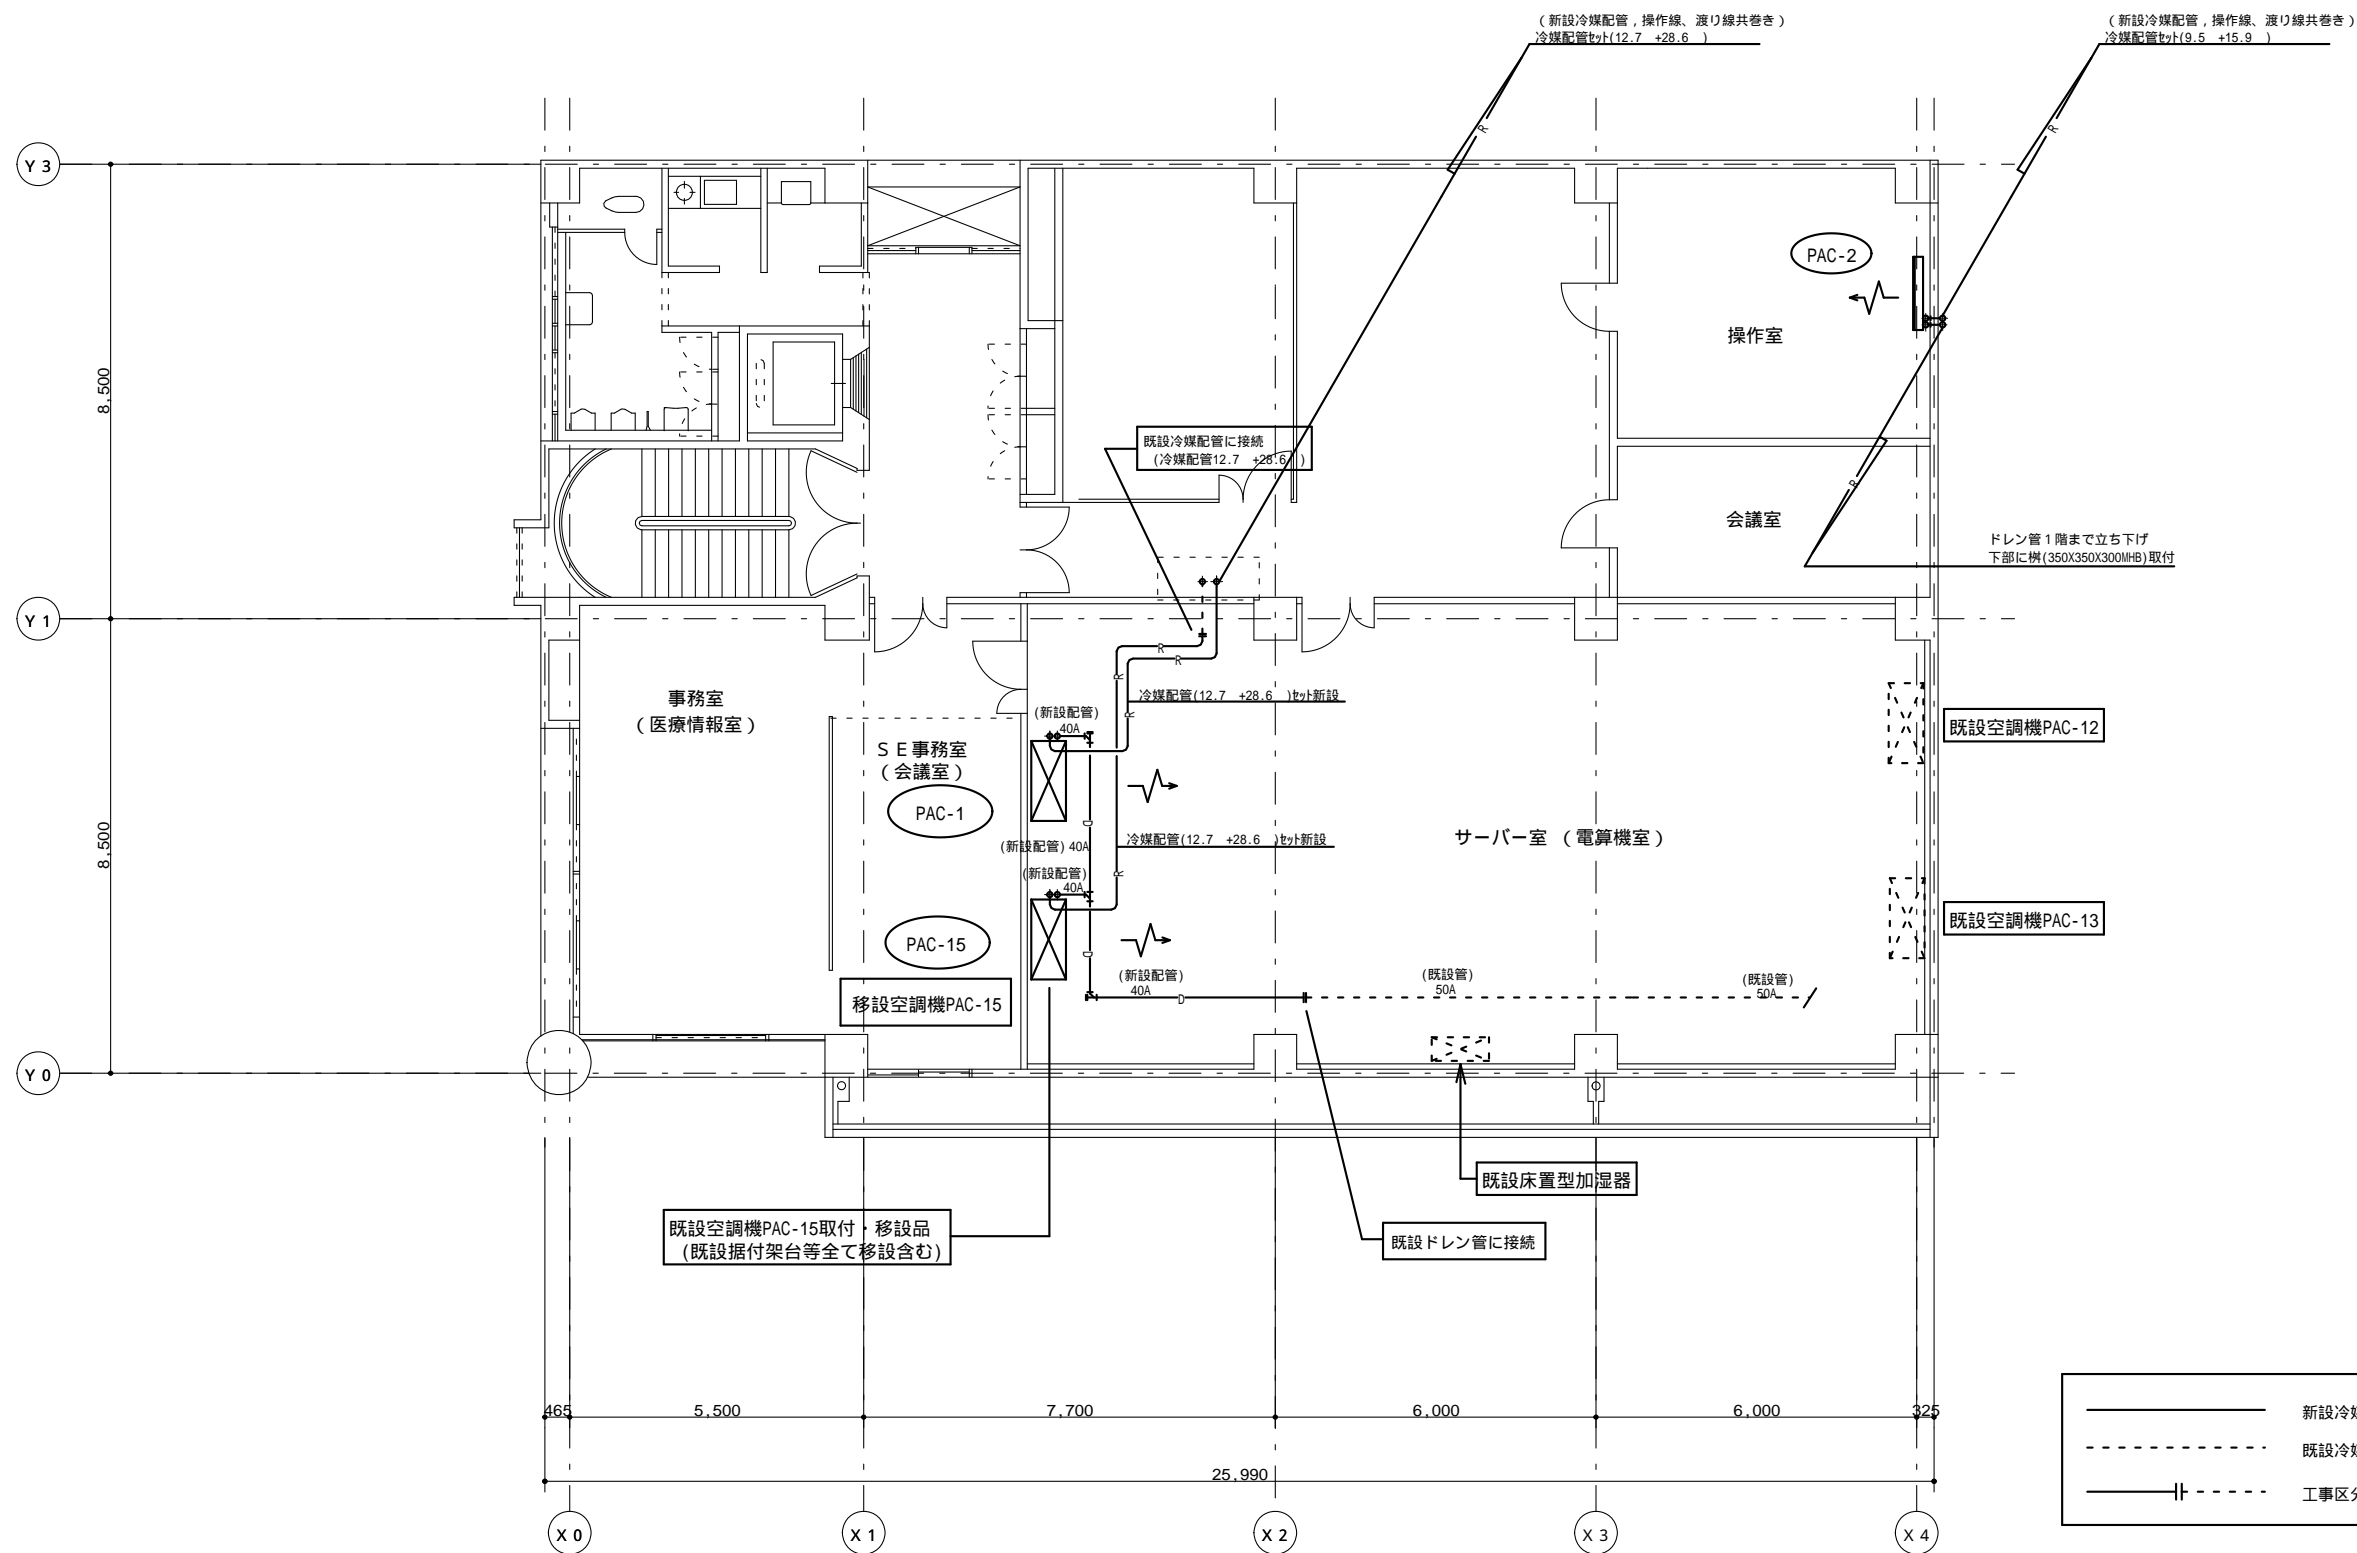 (新設冷媒配管,操作線、渡り線共巻き)
冷媒配管ｾｯﾄ(12.7 +28.6 )
(新設冷媒配管,操作線、渡り線共巻き)
冷媒配管ｾｯﾄ(9.5 +15.9 )
R
R
Y 3
PAC-2
操作室
8,500
既設冷媒配管に接続
(冷媒配管12.7 +28.6 )
R
会議室
ドレン管1階まで立ち下げ
下部に桝(350X350X300MHB)取付
Y 1
R
R
R
事務室
(医療情報室)
冷媒配管(12.7 +28.6 )ｾｯﾄ新設
(新設配管)
40A
R
既設空調機PAC-12
SE事務室
(会議室)
PAC-1
D
サーバー室 (電算機室)
8,500
(新設配管) 40A
冷媒配管(12.7 +28.6 )ｾｯﾄ新設
(新設配管)
40A
R
既設空調機PAC-13
PAC-15
D
移設空調機PAC-15
(新設配管)
40A
D
(既設管)
50A
(既設管)
50A
Y 0
既設床置型加湿器
既設空調機PAC-15取付・移設品
(既設据付架台等全て移設含む)
既設ドレン管に接続
465
5,500
7,700
6,000
6,000
325
25,990
新設冷
既設冷
工事区
X 0
X 1
X 2
X 3
X 4